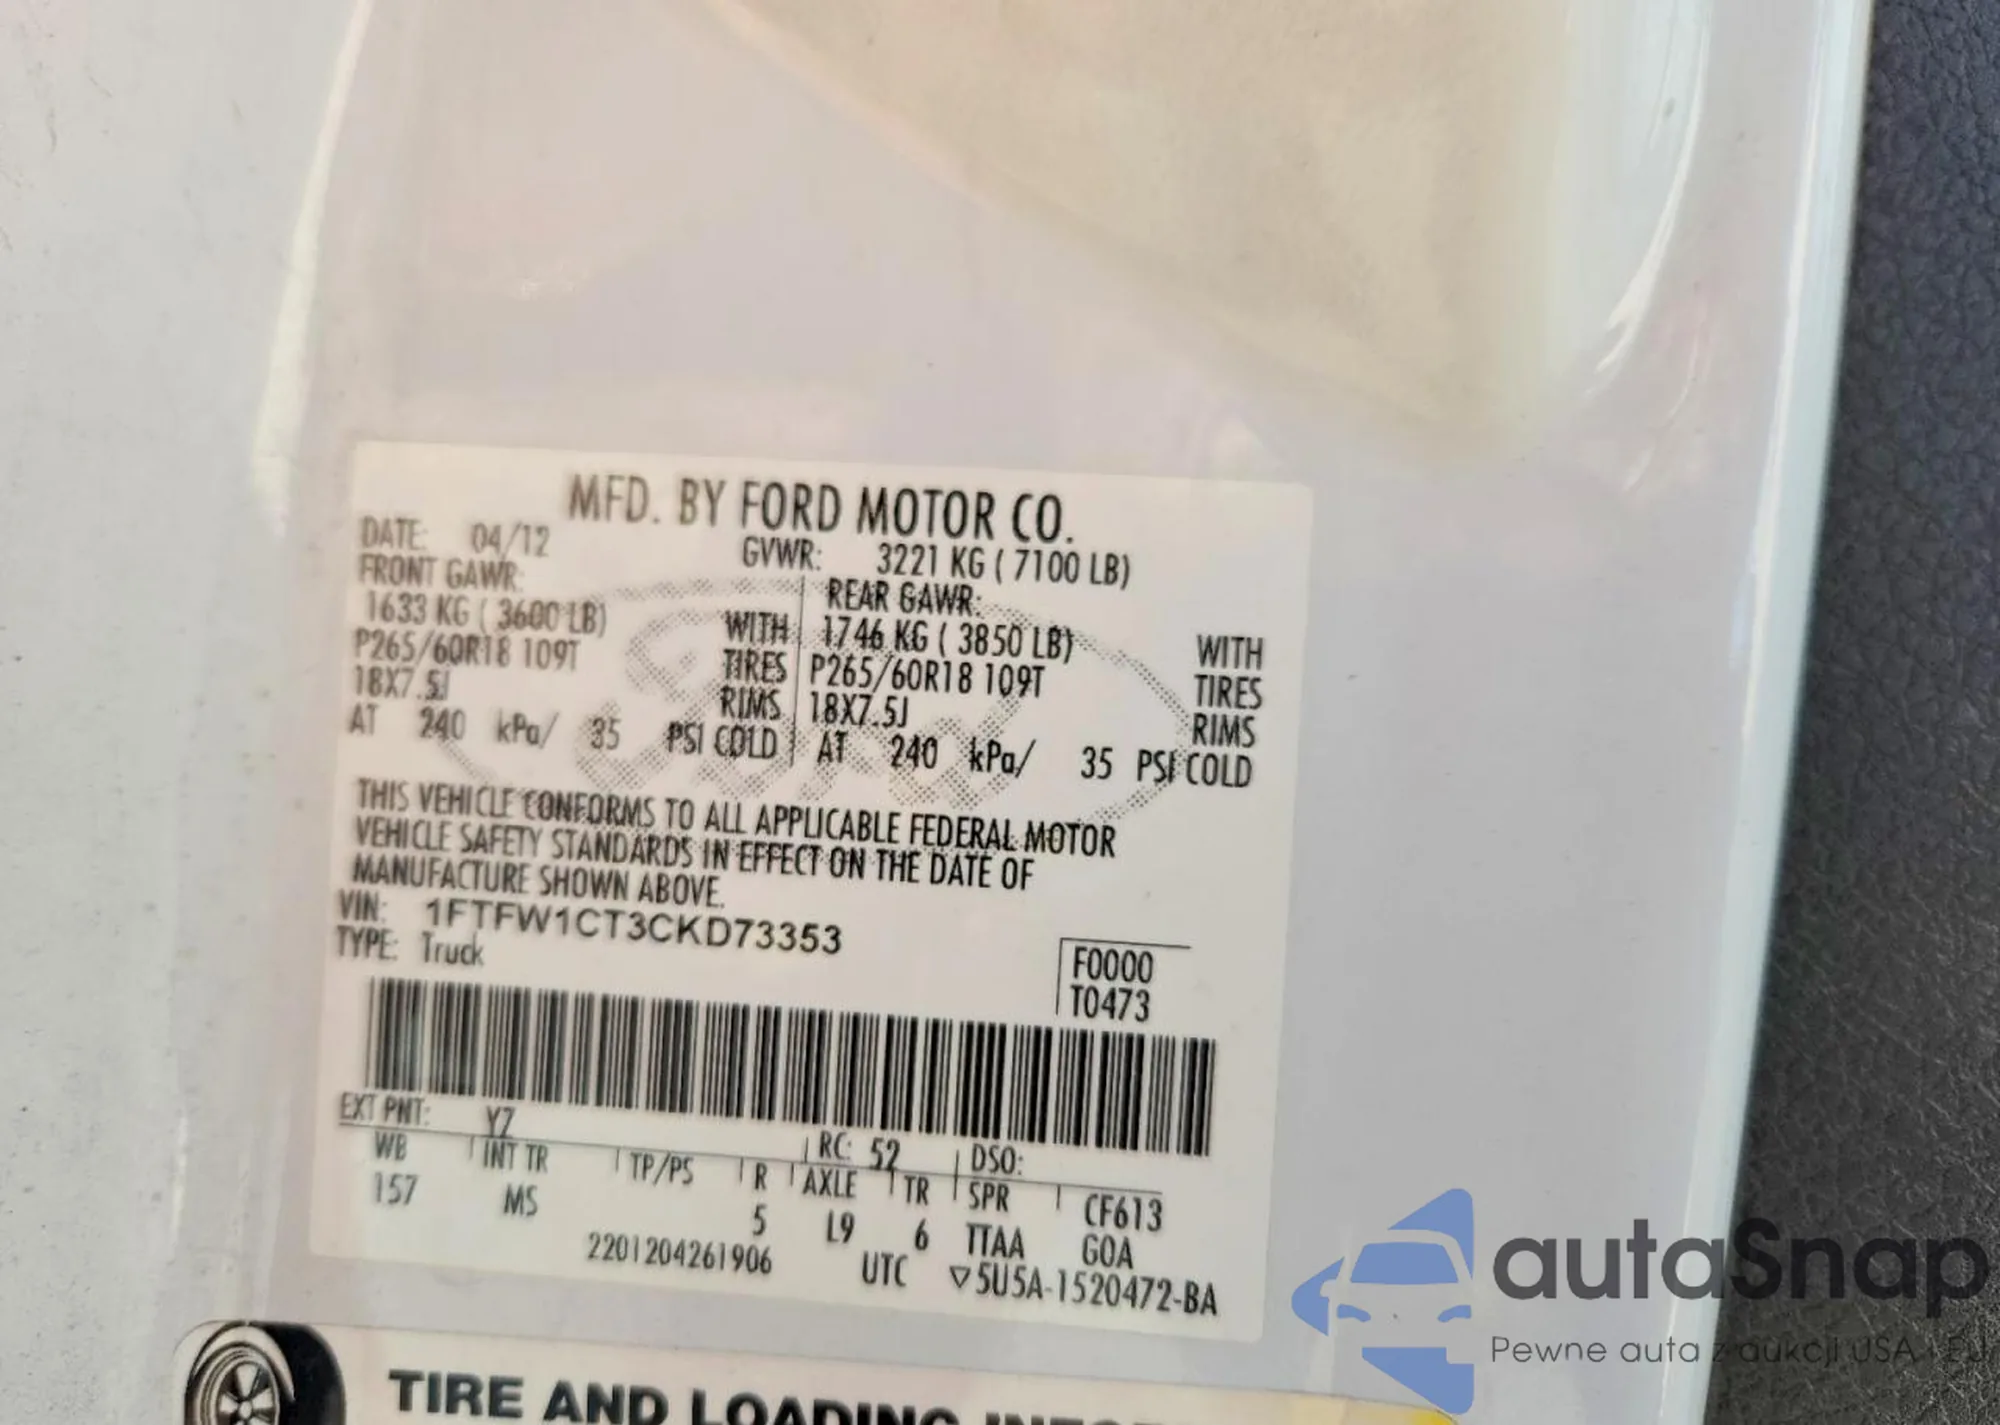 MFD. BY FORD MOTOR CO.
DATE: 04/12 GVWR: 3221 KG ( 7100 LB)
FRONT GAWR: REAR GAWR:
1633 KG ( 3600 LB) WITH 1746 KG ( 3850 LB) WITH
P265/60R18 109T TIRES P265/60R18 109T TIRES
18X7.5J RIMS 18X7.5J RIMS
AT 240 kPa/ 35 PSI COLD AT 240 kPa/ 35 PSI COLD
THIS VEHICLE CONFORMS TO ALL APPLICABLE FEDERAL MOTOR
VEHICLE SAFETY STANDARDS IN EFFECT ON THE DATE OF
MANUFACTURE SHOWN ABOVE.
VIN: 1FTFW1CT3CKD73353
TYPE: Truck
F0000
T0473
EXT PNT: YZ RC: 52 DSO:
WB INT TR TP/PS R AXLE TR SPR CF613
157 MS 5 L9 6 TTAA GOA
2201204261906 UTC ▽5U5A-1520472-BA
TIRE AND LOADING
autaSnap
Pewne auta z aukcji USA i EU